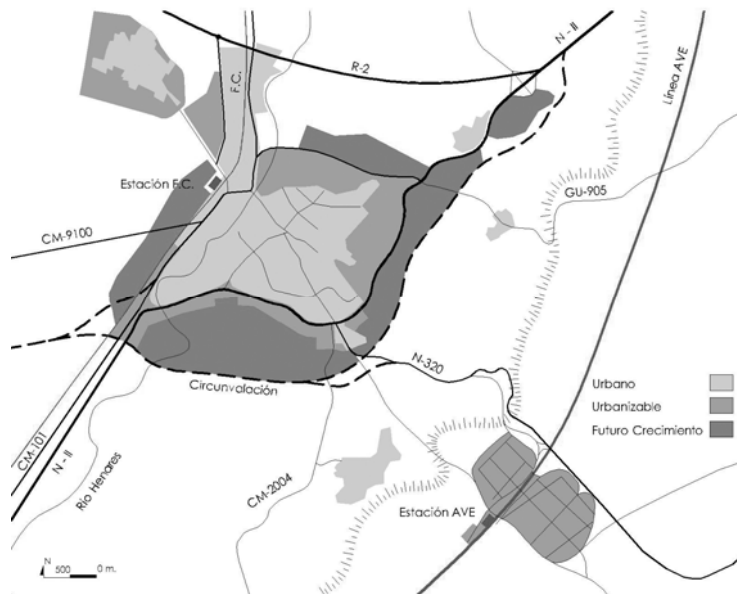 N - II
R-2
F.C.
Línea AVE
Estación F.C.
GU-905
CM-9100
N-320
Circunvalación
Urbano
Urbanizable
Futuro Crecimiento
CM-101
N - II
Río Henares
CM-2004
Estación AVE
N
500 0 m.